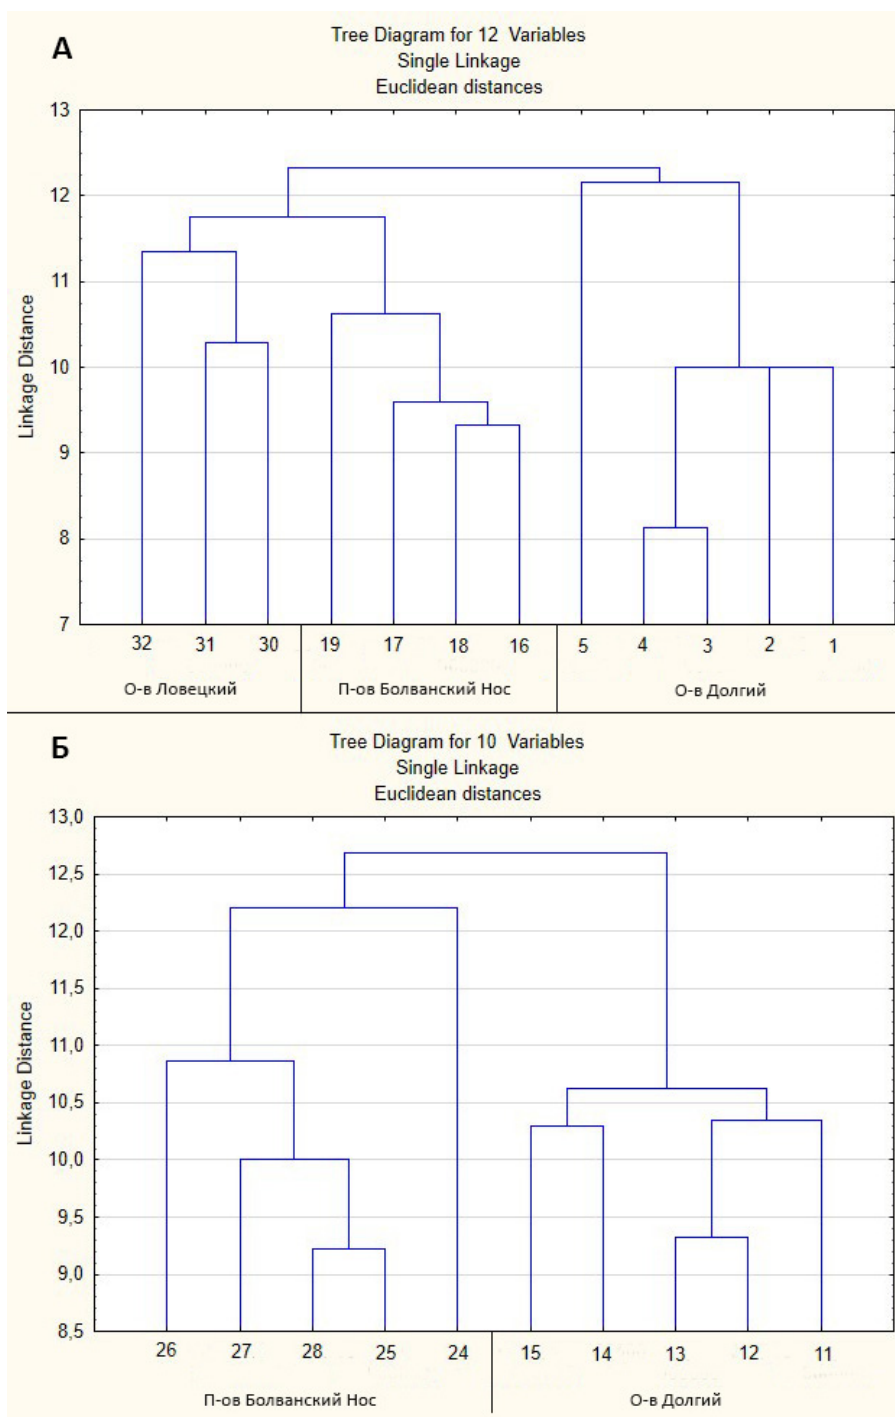 А
Tree Diagram for 12 Variables
Single Linkage
Euclidean distances
13
12
11
10
9
8
7
Linkage Distance
32 31 30 19 17 18 16 5 4 3 2 1
О-в Ловецкий П-ов Болванский Нос О-в Долгий
Б
Tree Diagram for 10 Variables
Single Linkage
Euclidean distances
13,0
12,5
12,0
11,5
11,0
10,5
10,0
9,5
9,0
8,5
Linkage Distance
26 27 28 25 24 15 14 13 12 11
П-ов Болванский Нос О-в Долгий